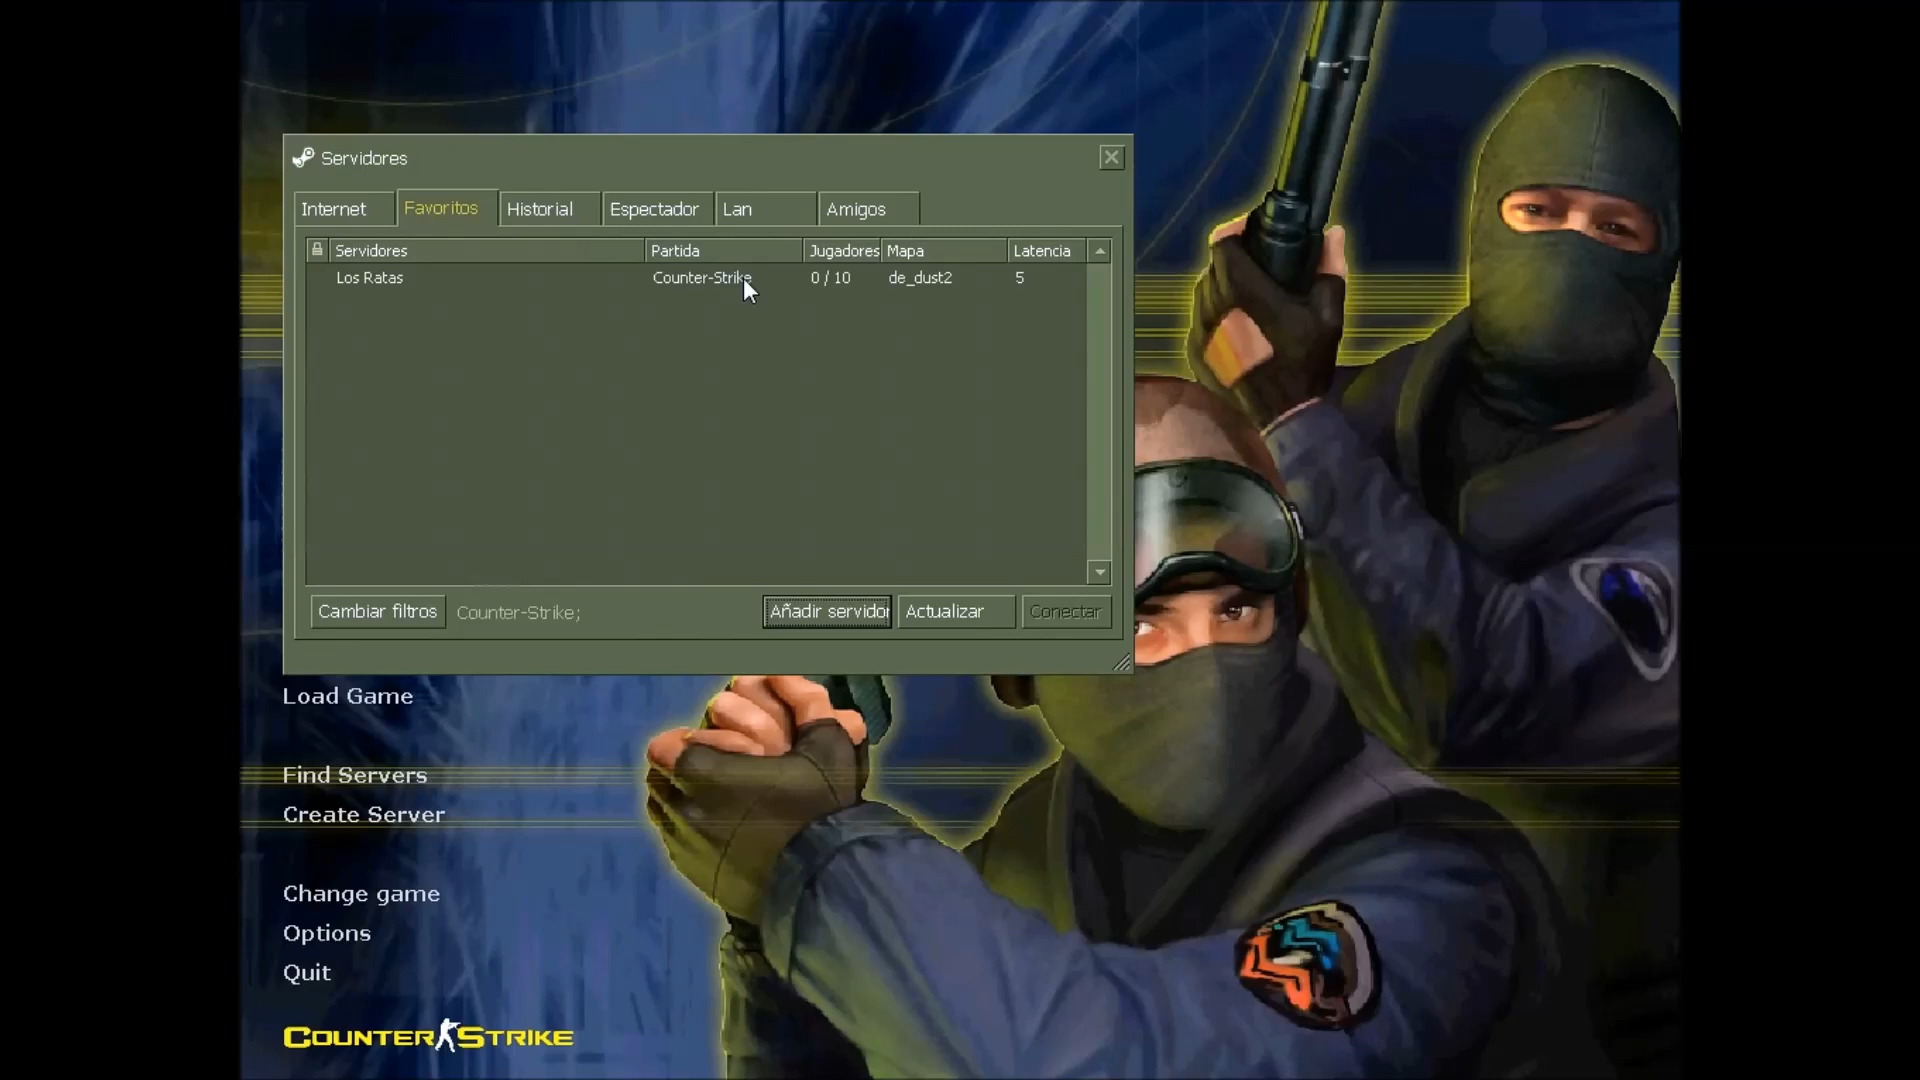 Servidores
Internet Favoritos Historial Espectador Lan Amigos
Servidores Partida Jugadores Mapa Latencia
Los Ratas Counter-Strike 0 / 10 de_dust2 5
Cambiar filtros Counter-Strike; Añadir servidor Actualizar Conectar
Load Game
Find Servers
Create Server
Change game
Options
Quit
COUNTER STRIKE